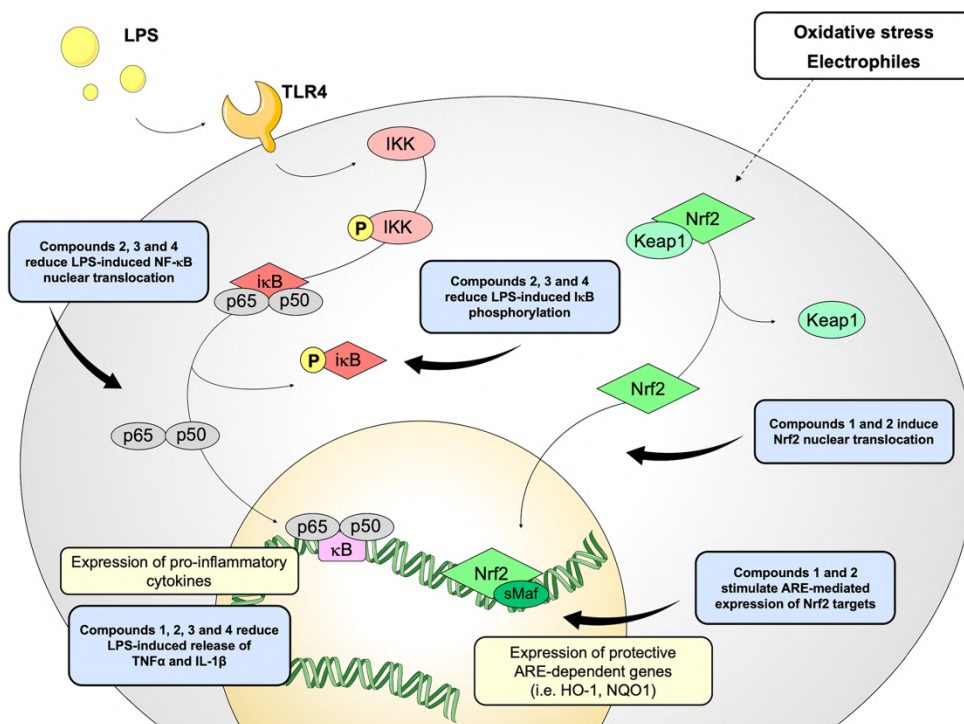 LPS
TLR4
Oxidative stress
Electrophiles
IKK
P
IKK
Nrf2
Keap1
Compounds 2, 3 and 4
reduce LPS-induced NF-κB
nuclear translocation
iκB
p65
p50
Compounds 2, 3 and 4
reduce LPS-induced IκB
phosphorylation
Keap1
P
iκB
Nrf2
p65
p50
Compounds 1 and 2 induce
Nrf2 nuclear translocation
p65
p50
κB
Expression of pro-inflammatory
cytokines
Nrf2
sMaf
Compounds 1 and 2
stimulate ARE-mediated
expression of Nrf2 targets
Compounds 1, 2, 3 and 4 reduce
LPS-induced release of
TNFα and IL-1β
Expression of protective
ARE-dependent genes
(i.e. HO-1, NQO1)